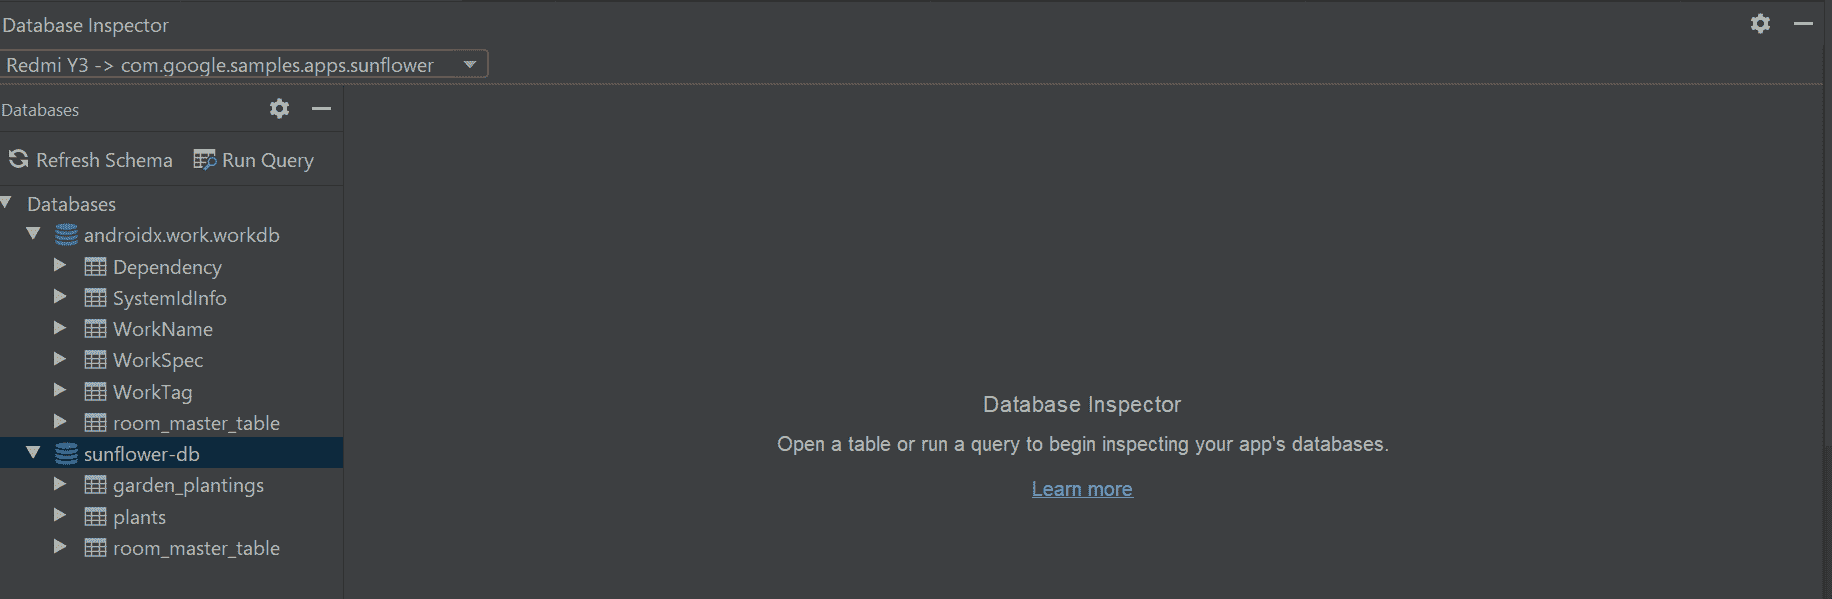 Database Inspector
Redmi Y3 -> com.google.samples.apps.sunflower
Databases
Refresh Schema Run Query
Databases
androidx.work.workdb
Dependency
SystemIdInfo
WorkName
WorkSpec
WorkTag
room_master_table
sunflower-db
garden_plantings
plants
room_master_table
Database Inspector
Open a table or run a query to begin inspecting your app's databases.
Learn more